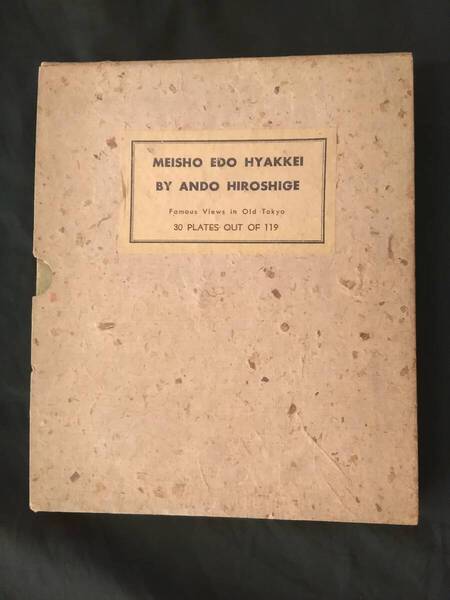 MEISHO EDO HYAKKEI
BY ANDO HIROSHIGE
Famous Views in Old Tokyo
30 PLATES OUT OF 119